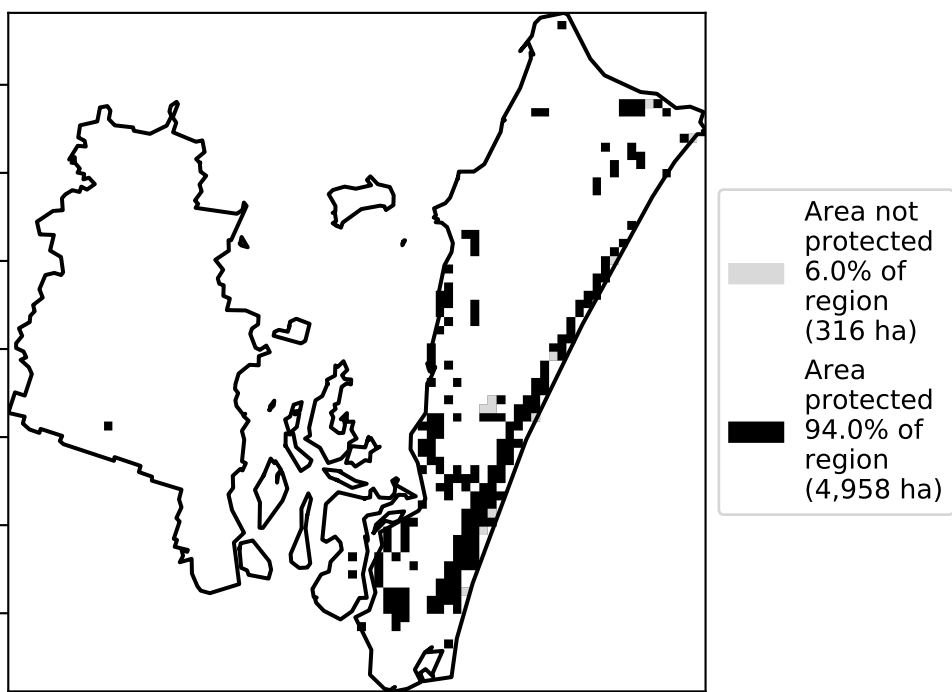 Area not
protected
6.0% of
region
(316 ha)
Area
protected
94.0% of
region
(4,958 ha)